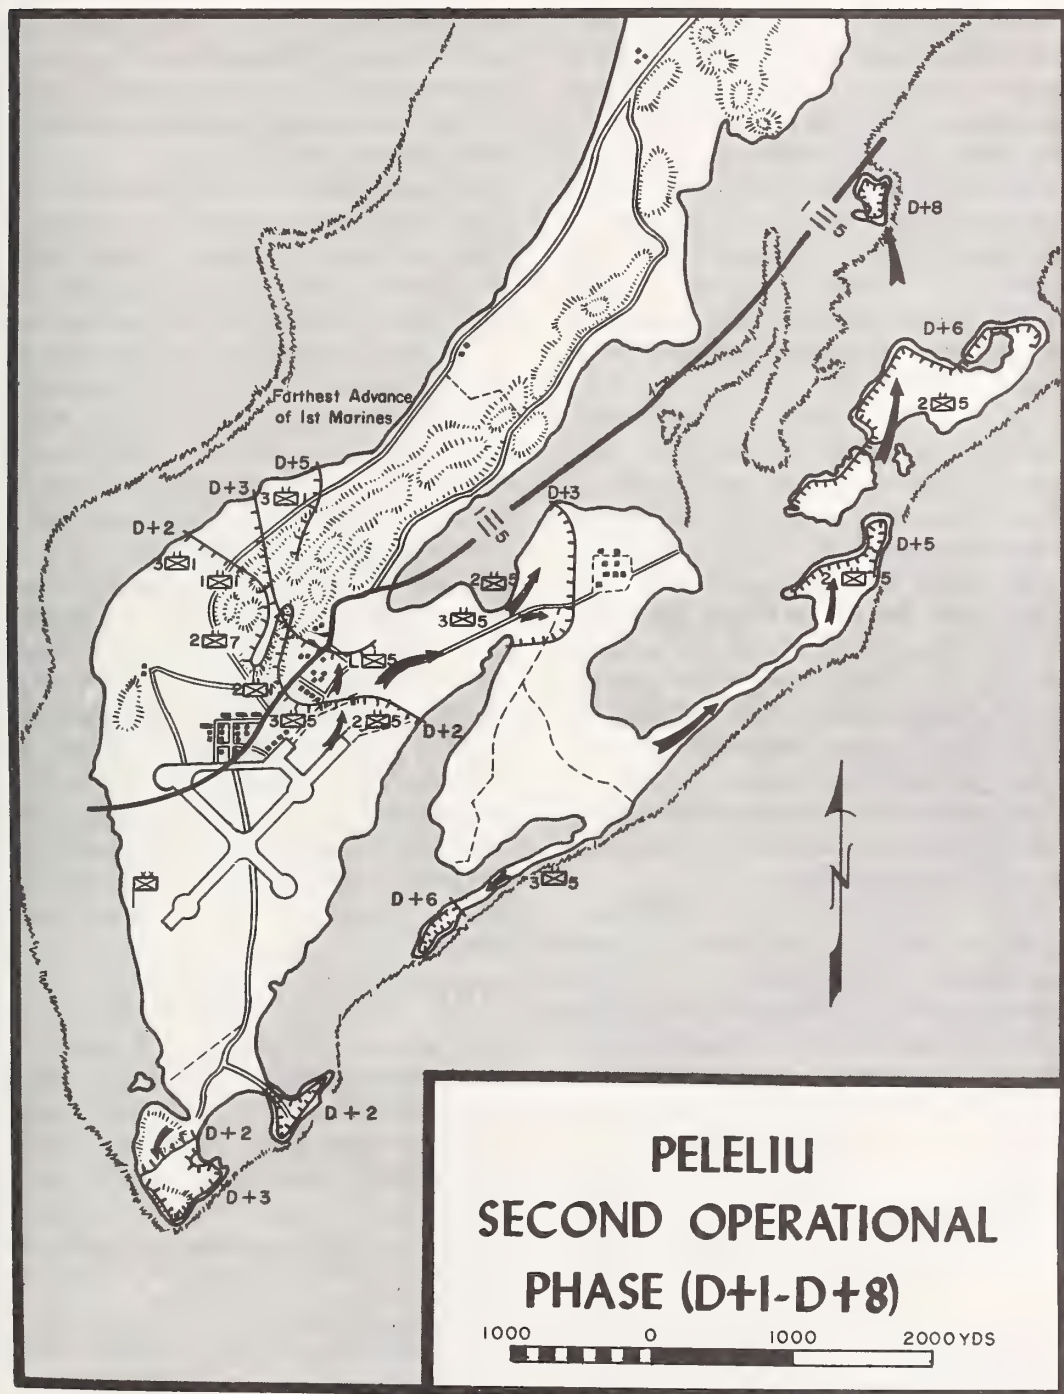 D+8
5
D+6
2 5
Farthest Advance
of 1st Marines
D+5
D+3
3 1
D+3
D+2
5
D+5
3 1
1 1
2 5
2 5
3 5
2 7
1 5
2 1
3 5
2 5
D+2
3 5
D+6
N
D+2
D+2
D+3
PELELIU
SECOND OPERATIONAL
PHASE (D+1-D+8)
1000 0 1000 2000 YDS